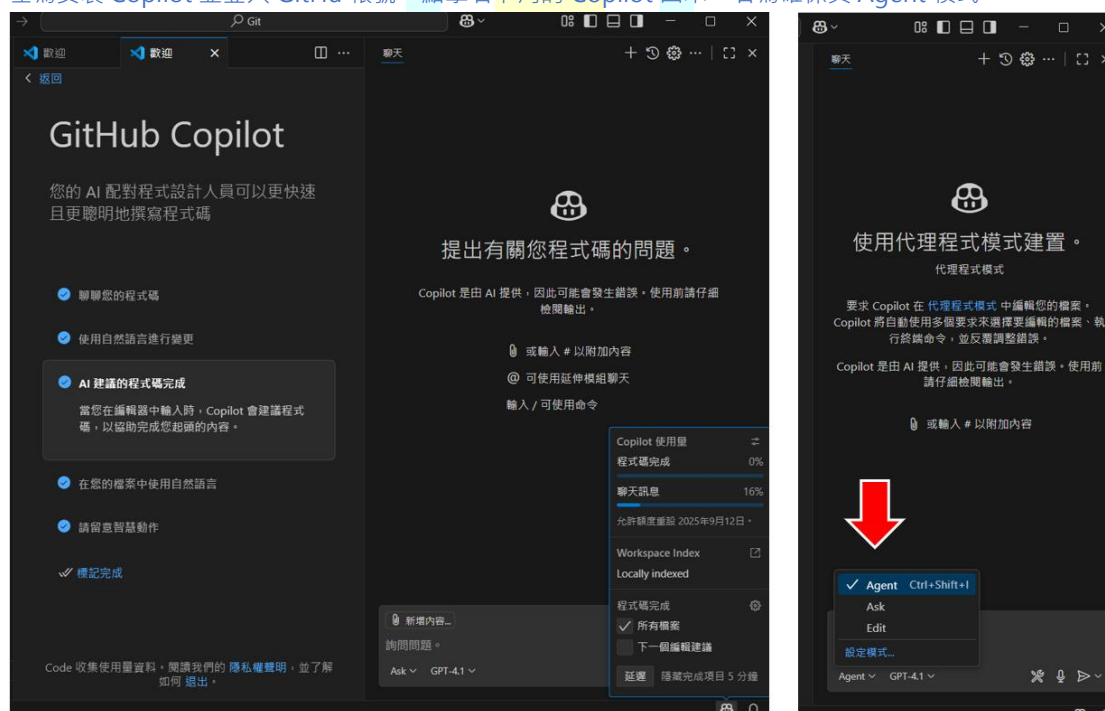 Git
歡迎
歡迎
返回
GitHub Copilot
您的 AI 配對程式設計人員可以更快速
且更聰明地撰寫程式碼
聊聊您的程式碼
使用自然語言進行變更
AI 建議的程式碼完成
當您在編輯器中輸入時,Copilot 會建議程式
碼,以協助完成您起頭的內容。
在您的檔案中使用自然語言
請留意智慧動作
標記完成
Code 收集使用量資料。閱讀我們的 隱私權聲明,並了解
如何 退出。
聊天
提出有關您程式碼的問題。
Copilot 是由 AI 提供,因此可能會發生錯誤。使用前請仔細
檢閱輸出。
或輸入 # 以附加內容
@ 可使用延伸模組聊天
輸入 / 可使用命令
Copilot 使用量
程式碼完成 0%
聊天訊息 16%
允許額度重設 2025年9月12日。
Workspace Index
Locally indexed
程式碼完成
所有檔案
下一個編輯建議
延遲 隱藏完成項目 5 分鐘
新增內容...
詢問問題。
Ask GPT-4.1
聊天
使用代理程式模式建置。
代理程式模式
要求 Copilot 在 代理程式模式 中編輯您的檔案。
Copilot 將自動使用多個要求來選擇要編輯的檔案、執
行終端命令,並反覆調整錯誤。
Copilot 是由 AI 提供,因此可能會發生錯誤。使用前
請仔細檢閱輸出。
或輸入 # 以附加內容
Agent Ctrl+Shift+I
Ask
Edit
設定模式...
Agent GPT-4.1